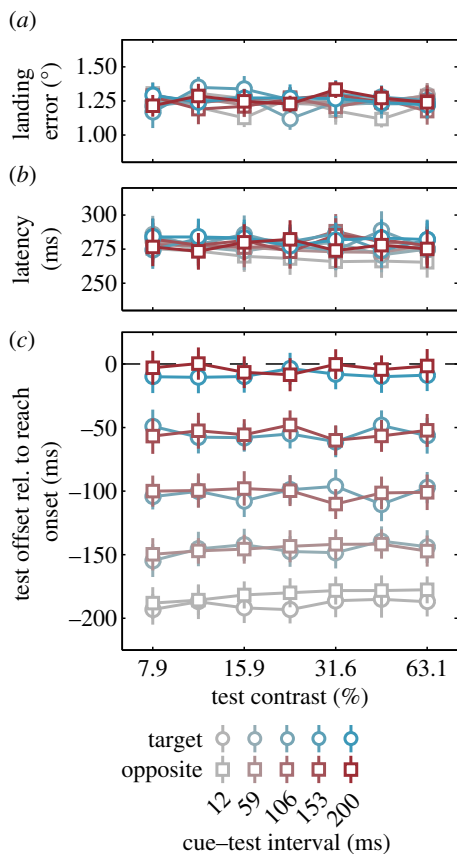 (a)
landing
error (°)
1.50
1.25
1.00
(b)
latency
(ms)
300
275
250
(c)
test offset rel. to reach
onset (ms)
0
−50
−100
−150
−200
7.9 15.9 31.6 63.1
test contrast (%)
target
opposite
12 59 106 153 200
cue–test interval (ms)